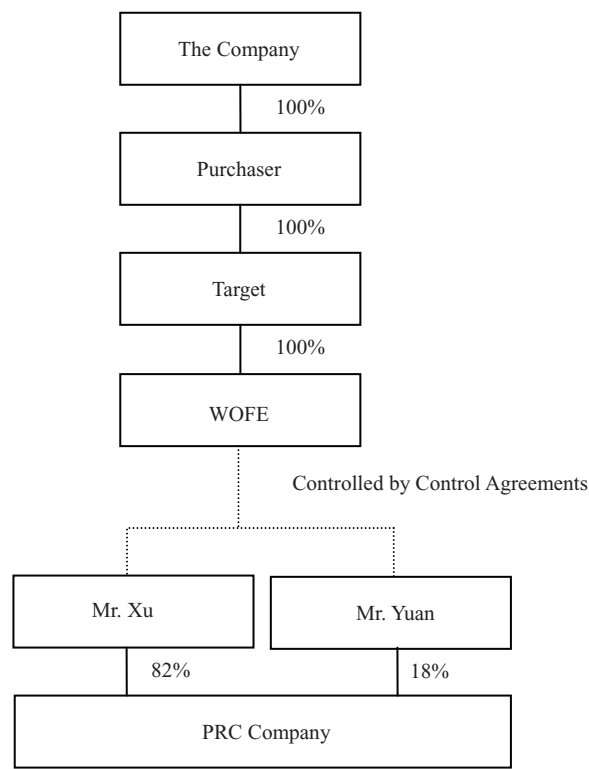 The Company
100%
Purchaser
100%
Target
100%
WOFE
Controlled by Control Agreements
Mr. Xu
Mr. Yuan
82%
18%
PRC Company